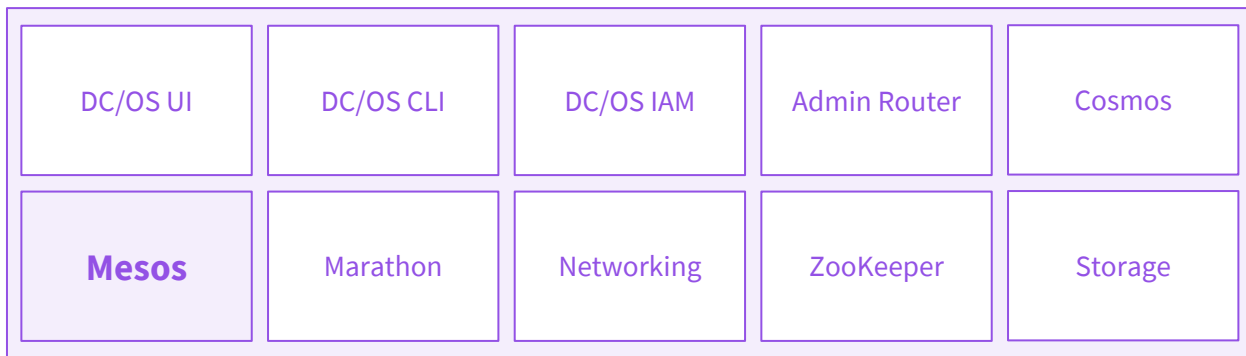 DC/OS UI
DC/OS CLI
DC/OS IAM
Admin Router
Cosmos
Mesos
Marathon
Networking
ZooKeeper
Storage